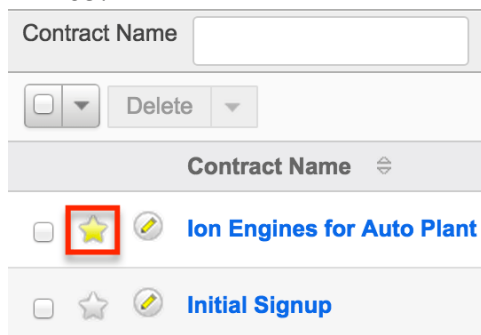 Contract Name
Delete
Contract Name
Ion Engines for Auto Plant
Initial Signup